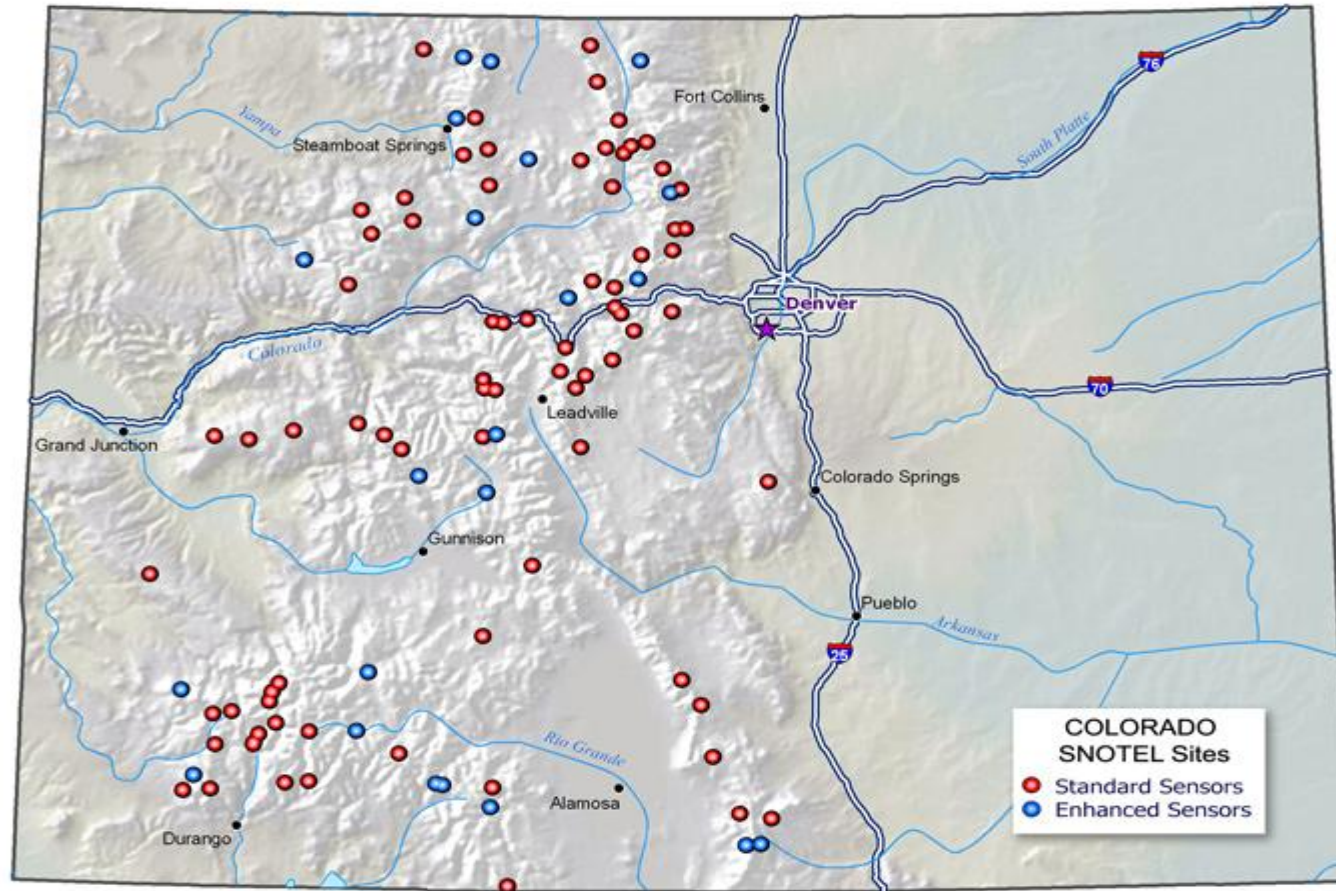 76
Fort Collins
Yampa
Steamboat Springs
South Platte
Denver
Colorado
70
Leadville
Grand Junction
Colorado Springs
Gunnison
Pueblo
Arkansas
25
COLORADO
SNOTEL Sites
Standard Sensors
Enhanced Sensors
Rio Grande
Alamosa
Durango